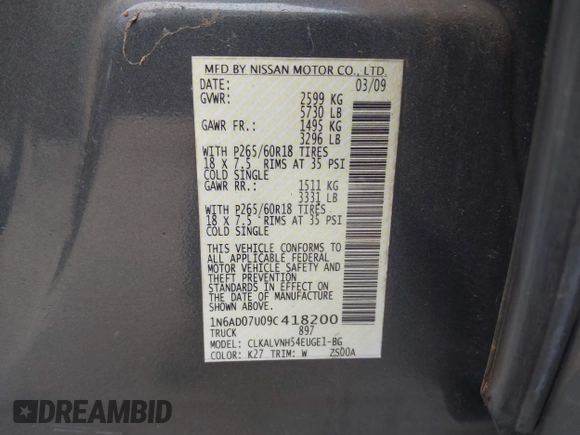 MFD BY NISSAN MOTOR CO., LTD.
DATE: 03/09
GVWR: 2599 KG
5730 LB
GAWR FR.: 1495 KG
3296 LB
WITH P265/60R18 TIRES
18 X 7.5 RIMS AT 35 PSI
COLD SINGLE
GAWR RR.: 1511 KG
3331 LB
WITH P265/60R18 TIRES
18 X 7.5 RIMS AT 35 PSI
COLD SINGLE
THIS VEHICLE CONFORMS TO
ALL APPLICABLE FEDERAL
MOTOR VEHICLE SAFETY AND
THEFT PREVENTION
STANDARDS IN EFFECT ON
THE DATE OF MANUFACTURE
SHOWN ABOVE.
1N6AD07U09C418200
TRUCK 897
MODEL: CLKALVNH54EUGEI-BG
COLOR: K27 TRIM: W ZS00A
DREAMBID